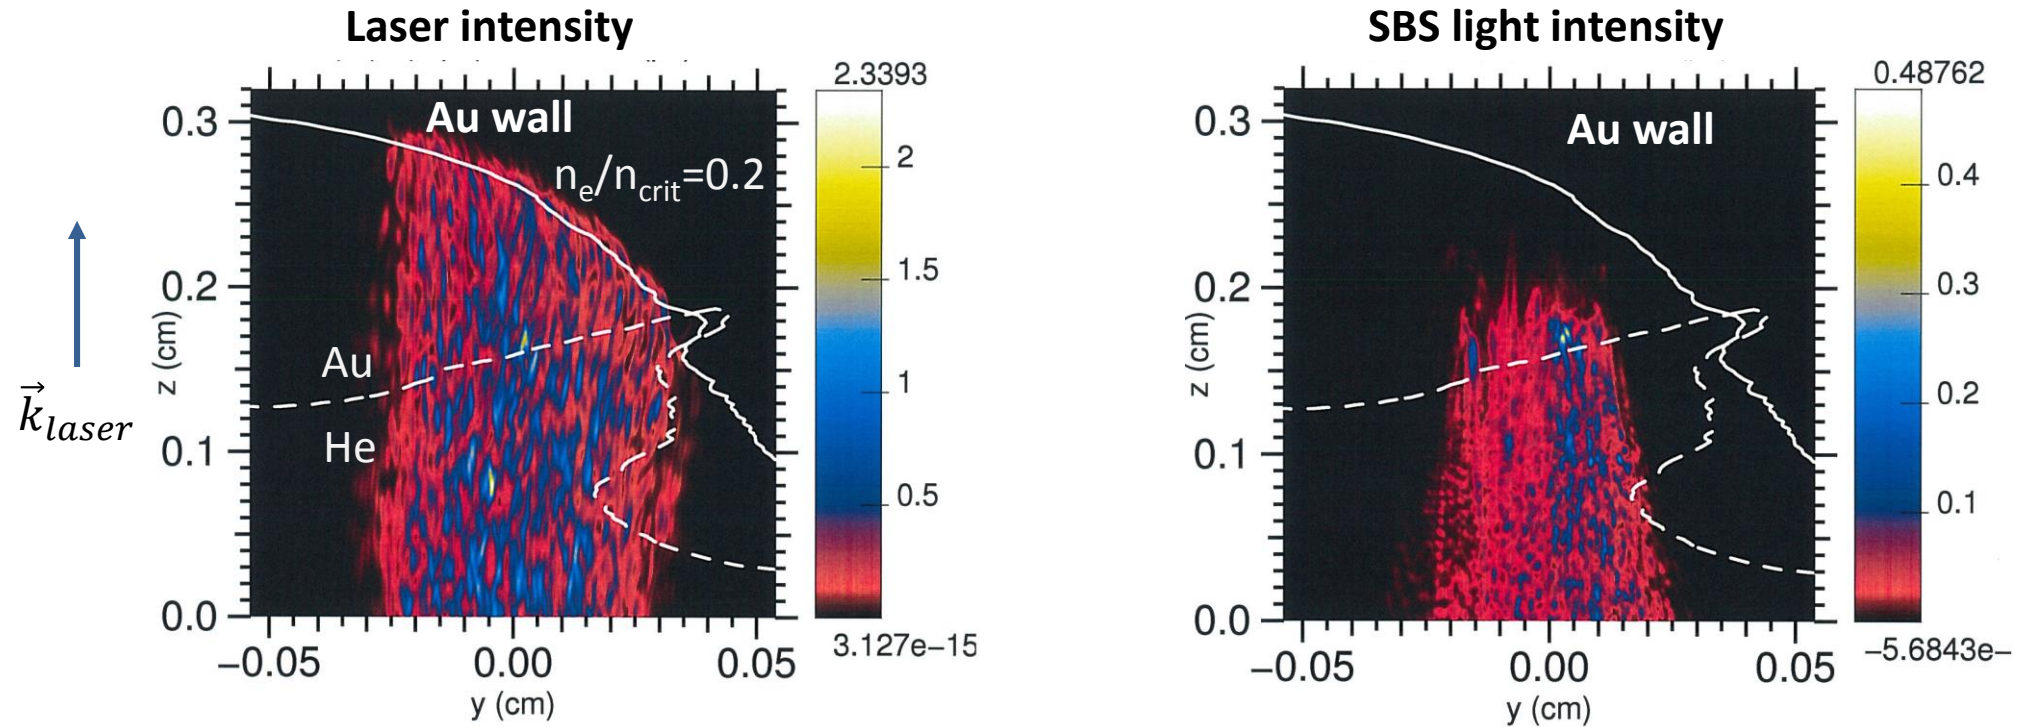 Laser intensity
2.3393
0.3
Au wall
n_e/n_crit=0.2
2
0.2
1.5
z (cm)
Au
1
k⃗_laser
He
0.1
0.5
0.0
3.127e−15
−0.05
0.00
0.05
y (cm)
SBS light intensity
0.48762
0.3
Au wall
0.4
0.2
0.3
z (cm)
0.2
0.1
0.1
0.0
−5.6843e−
−0.05
0.00
0.05
y (cm)